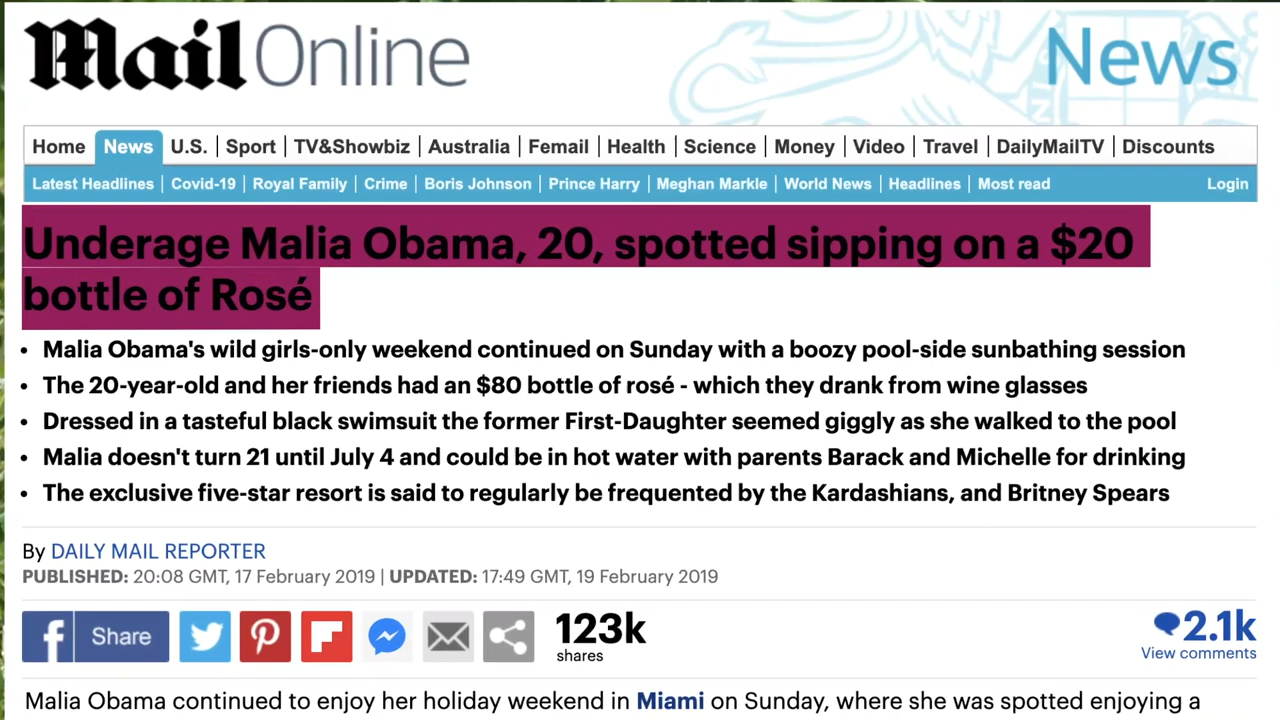 Mail Online
News
Home News U.S. Sport TV&Showbiz Australia Femail Health Science Money Video Travel DailyMailTV Discounts
Latest Headlines Covid-19 Royal Family Crime Boris Johnson Prince Harry Meghan Markle World News Headlines Most read Login
Underage Malia Obama, 20, spotted sipping on a $20
bottle of Rosé
• Malia Obama's wild girls-only weekend continued on Sunday with a boozy pool-side sunbathing session
• The 20-year-old and her friends had an $80 bottle of rosé - which they drank from wine glasses
• Dressed in a tasteful black swimsuit the former First-Daughter seemed giggly as she walked to the pool
• Malia doesn't turn 21 until July 4 and could be in hot water with parents Barack and Michelle for drinking
• The exclusive five-star resort is said to regularly be frequented by the Kardashians, and Britney Spears
By DAILY MAIL REPORTER
PUBLISHED: 20:08 GMT, 17 February 2019 | UPDATED: 17:49 GMT, 19 February 2019
Share
123k
shares
2.1k
View comments
Malia Obama continued to enjoy her holiday weekend in Miami on Sunday, where she was spotted enjoying a